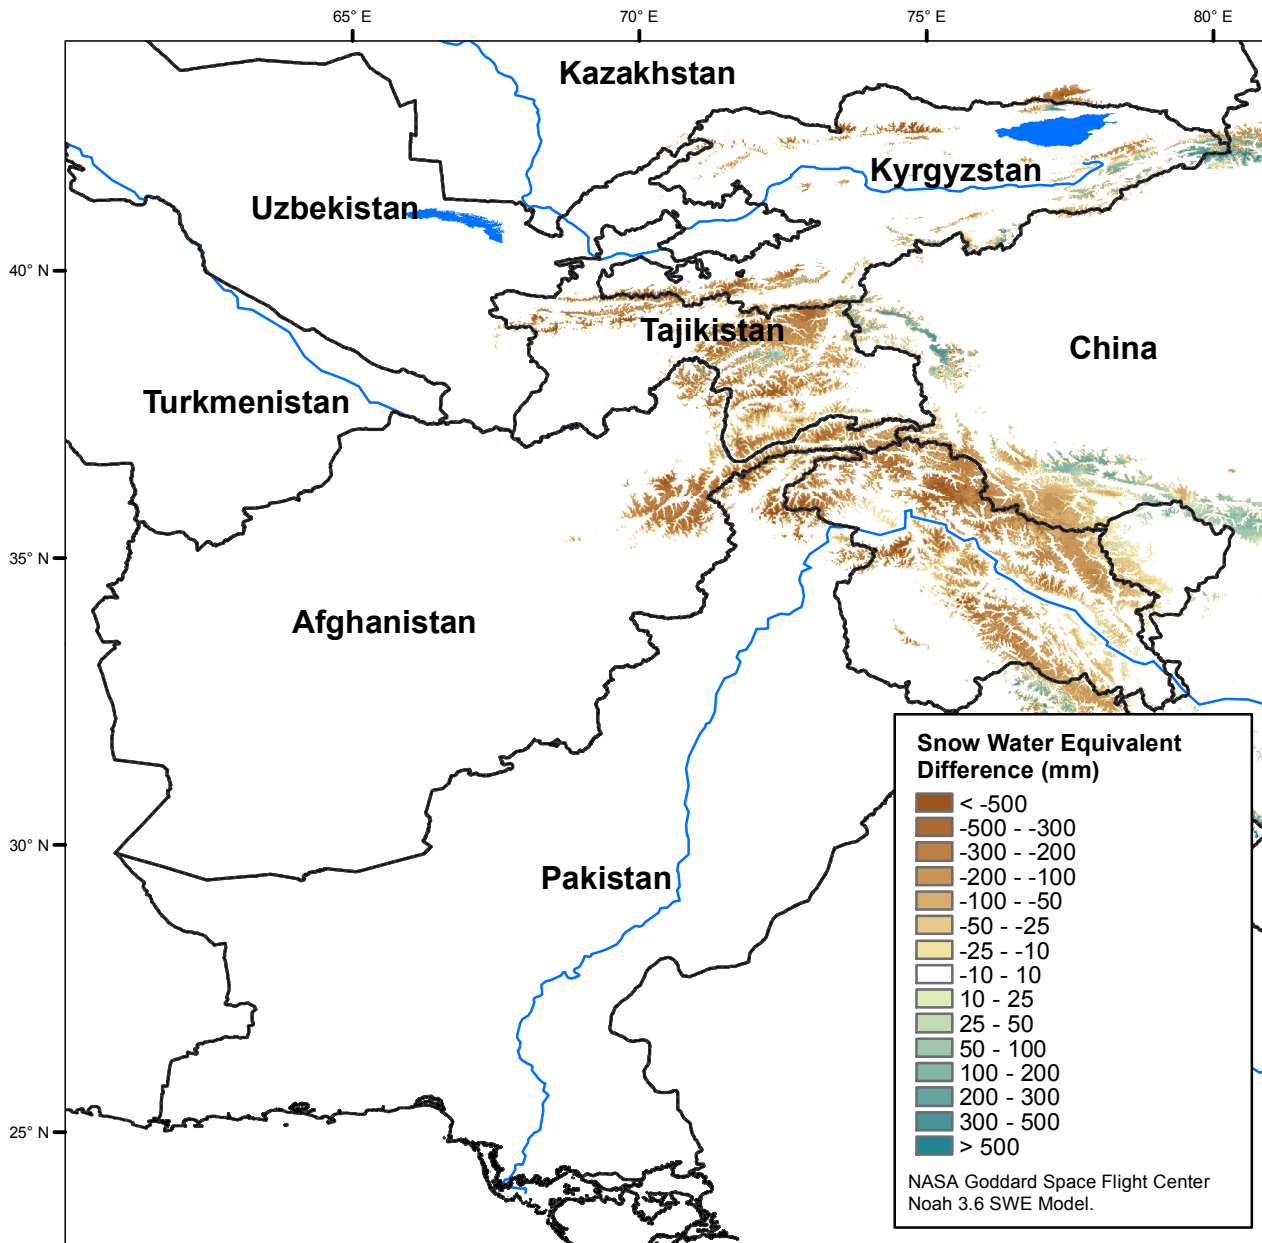 65° E
70° E
75° E
80° E
Kazakhstan
Kyrgyzstan
Uzbekistan
40° N
Tajikistan
China
Turkmenistan
35° N
Afghanistan
30° N
Pakistan
25° N
Snow Water Equivalent
Difference (mm)
< -500
-500 - -300
-300 - -200
-200 - -100
-100 - -50
-50 - -25
-25 - -10
-10 - 10
10 - 25
25 - 50
50 - 100
100 - 200
200 - 300
300 - 500
> 500
NASA Goddard Space Flight Center
Noah 3.6 SWE Model.